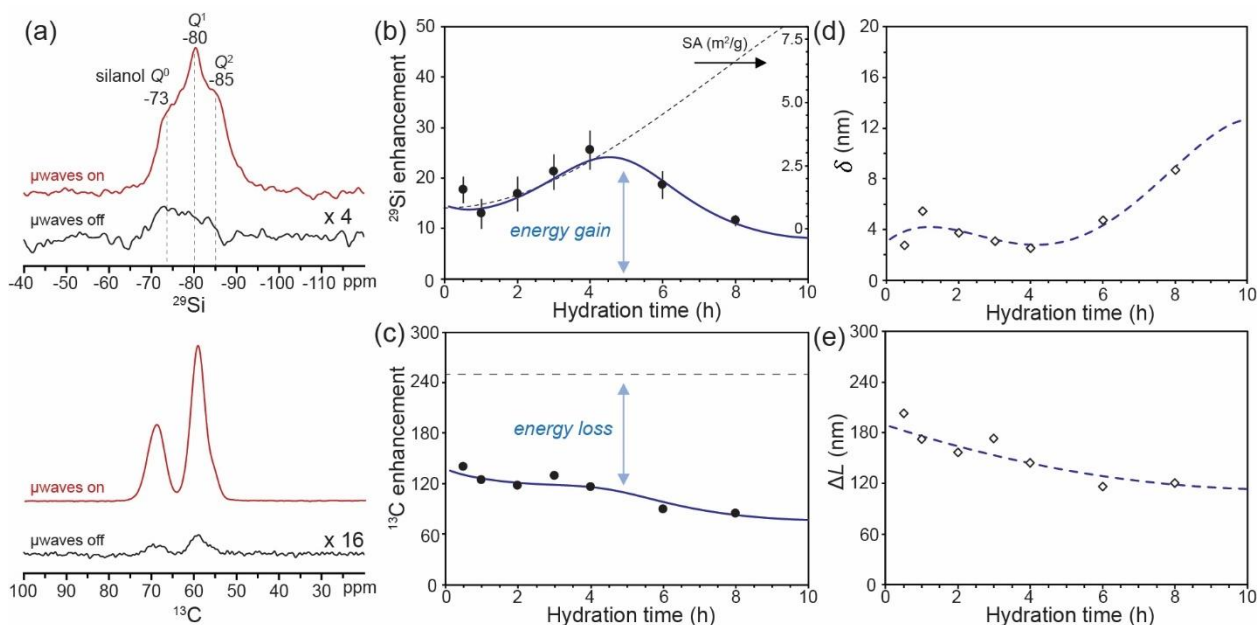 (a)
Q¹
-80
silanol Q⁰
-73
Q²
-85
µwaves on
µwaves off
x 4
-40 -50 -60 -70 -80 -90 -100 -110 ppm
²⁹Si
µwaves on
µwaves off
x 16
100 90 80 70 60 50 40 30 ppm
¹³C
(b)
50
40
30
20
10
0
²⁹Si enhancement
SA (m²/g)
7.5
5.0
2.5
0
energy gain
0 2 4 6 8 10
Hydration time (h)
(c)
300
240
180
120
60
0
¹³C enhancement
energy loss
0 2 4 6 8 10
Hydration time (h)
(d)
20
16
12
8
4
0
δ (nm)
0 2 4 6 8 10
Hydration time (h)
(e)
300
240
180
120
60
0
ΔL (nm)
0 2 4 6 8 10
Hydration time (h)